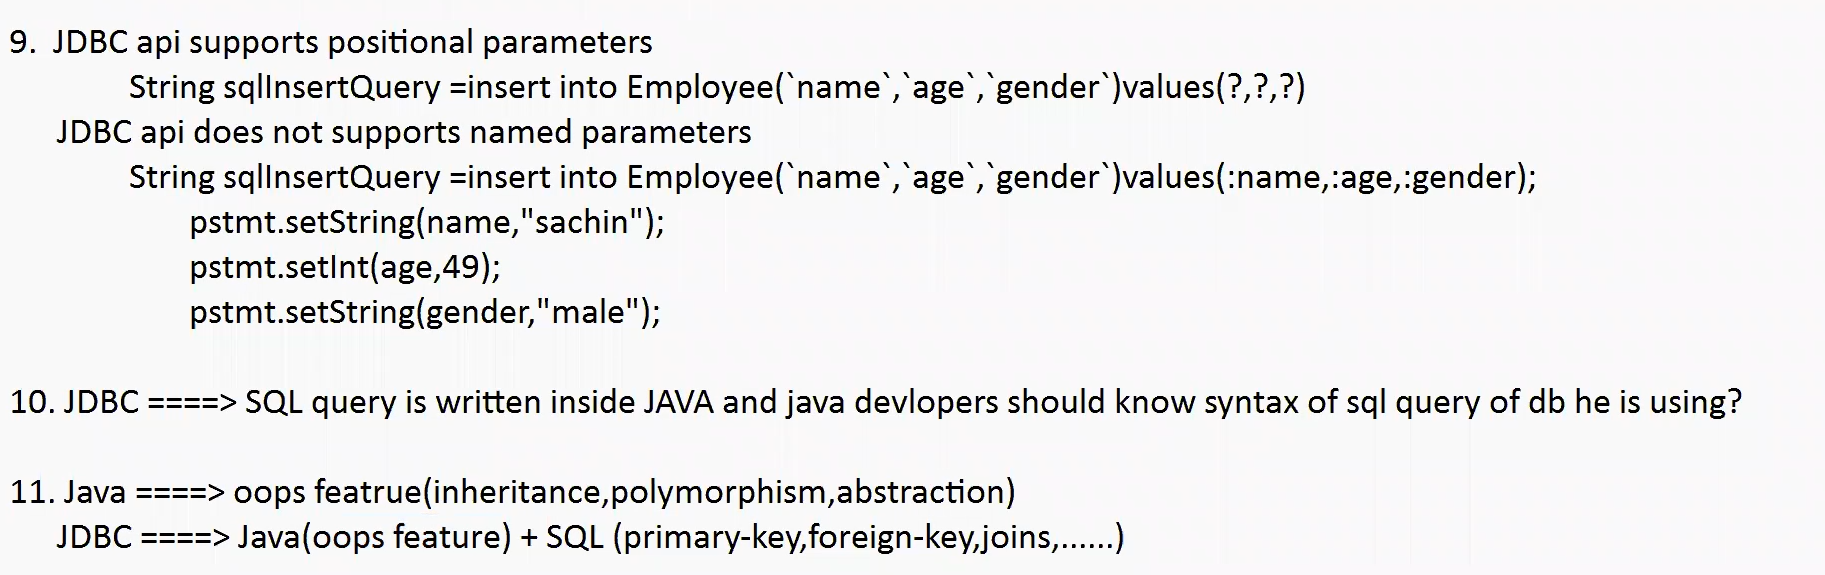 9. JDBC api supports positional parameters
String sqlInsertQuery =insert into Employee(`name`,`age`,`gender`)values(?,?,?)
JDBC api does not supports named parameters
String sqlInsertQuery =insert into Employee(`name`,`age`,`gender`)values(:name,:age,:gender);
pstmt.setString(name,"sachin");
pstmt.setInt(age,49);
pstmt.setString(gender,"male");
10. JDBC ====> SQL query is written inside JAVA and java devlopers should know syntax of sql query of db he is using?
11. Java ====> oops featrue(inheritance,polymorphism,abstraction)
JDBC ====> Java(oops feature) + SQL (primary-key,foreign-key,joins,......)